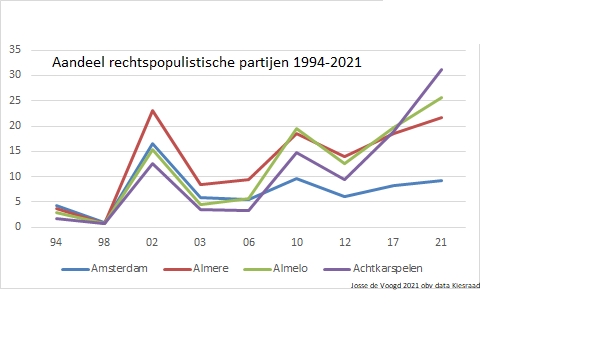 Aandeel rechtspopulistische partijen 1994-2021
35
30
25
20
15
10
5
0
94 98 02 03 06 10 12 17 21
Amsterdam Almere Almelo Achtkarspelen
Josse de Voogd 2021 obv data Kiesraad